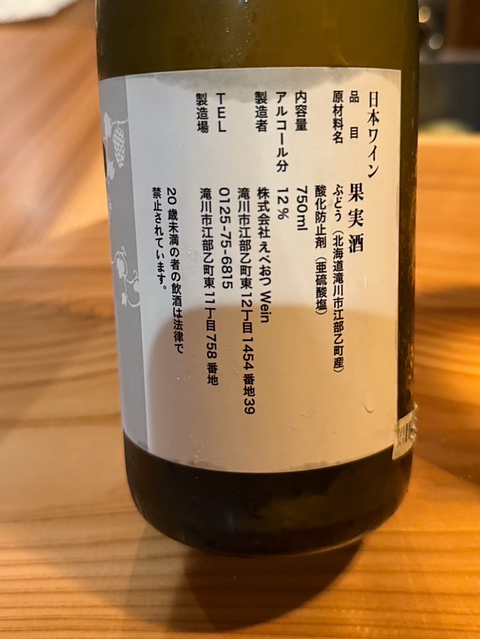 日本ワイン
品目 果実酒
原材料名 ぶどう（北海道滝川市江部乙町産）
酸化防止剤（亜硫酸塩）
内容量 750ml
アルコール分 12%
製造者 株式会社えべおつWein
滝川市江部乙町東12丁目1454番地39
TEL 0125-75-6815
製造場 滝川市江部乙町東11丁目758番地
20歳未満の者の飲酒は法律で
禁止されています。